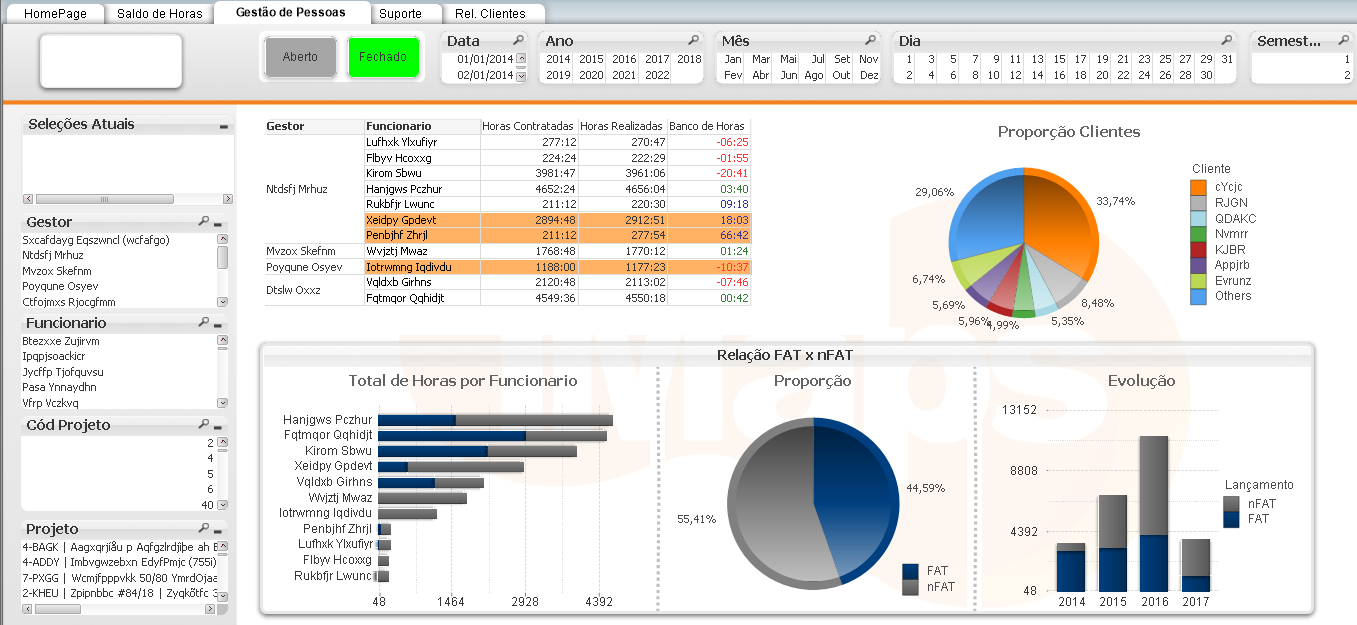 HomePage Saldo de Horas Gestão de Pessoas Suporte Rel. Clientes
Aberto Fechado
Data
01/01/2014
02/01/2014
Ano
2014 2015 2016 2017 2018
2019 2020 2021 2022
Mês
Jan Mar Mai Jul Set Nov
Fev Abr Jun Ago Out Dez
Dia
1 3 5 7 9 11 13 15 17 19 21 23 25 27 29 31
2 4 6 8 10 12 14 16 18 20 22 24 26 28 30
Semest...
1
2
Seleções Atuais
Gestor
Sxcafdayg Eqszwncl (wcfafgo)
Ntdsfj Mrhuz
Mvzox Skefnm
Poyqune Osyev
Ctfojmxs Rjocgfmm
Funcionario
Btezxxe Zujirvm
Ipqpjsoackicr
Jycffp Tjofquvsu
Pasa Ynnaydhn
Vfrp Vczkvq
Cód Projeto
2
4
5
6
40
Projeto
4-BAGK | Aagxqrjíåu p Aqfgzlrdjíþe ah E
4-ADDY | Imbvgwzebxn EdyfPmjc (755i)
7-PXGG | Wcmjfpppvkk 50/80 YmrdOjaa
2-KHEU | Zpipnbbc #84/18 | Zyqkõtfc 3
Gestor Funcionario Horas Contratadas Horas Realizadas Banco de Horas
Ntdsfj Mrhuz Lufhxk Ylxufiyr 277:12 270:47 -06:25
Flbyv Hcoxxg 224:24 222:29 -01:55
Kirom Sbwu 3981:47 3961:06 -20:41
Hanjgws Pczhur 4652:24 4656:04 03:40
Rukbfjr Lwunc 211:12 220:30 09:18
Xeidpy Gpdevt 2894:48 2912:51 18:03
Penbjhf Zhrjl 211:12 -277:54 66:42
Mvzox Skefnm Wvjztj Mwaz 1768:48 1770:12 01:24
Poyqune Osyev Iotrwmng Iqdivdu 1188:00 1177:23 -10:37
Dtslw Oxxz Vqldxb Girhns 2120:48 2113:02 -07:46
Fqtmqor Qqhidjt 4549:36 4550:18 00:42
Proporção Clientes
29,06%
33,74%
6,74%
5,69%
5,96%
4,99%
5,35%
8,48%
Cliente
cYcjc
RJGN
QDAKC
Nvmrr
KJBR
Appjrb
Evrunz
Others
Relação FAT x nFAT
Total de Horas por Funcionario
Hanjgws Pczhur
Fqtmqor Qqhidjt
Kirom Sbwu
Xeidpy Gpdevt
Vqldxb Girhns
Wvjztj Mwaz
Iotrwmng Iqdivdu
Penbjhf Zhrjl
Lufhxk Ylxufiyr
Flbyv Hcoxxg
Rukbfjr Lwunc
48 1464 2928 4392
Proporção
44,59%
55,41%
FAT
nFAT
Evolução
13152
8808
4392
48
2014 2015 2016 2017
Lançamento
nFAT
FAT